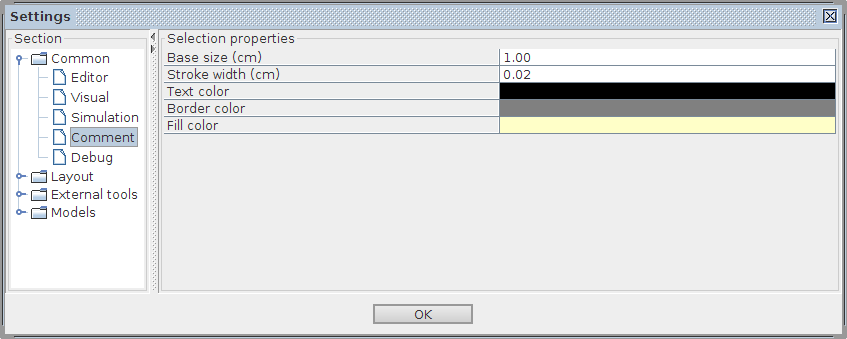 Settings
Section
Common
Editor
Visual
Simulation
Comment
Debug
Layout
External tools
Models
Selection properties
Base size (cm) 1.00
Stroke width (cm) 0.02
Text color
Border color
Fill color
OK